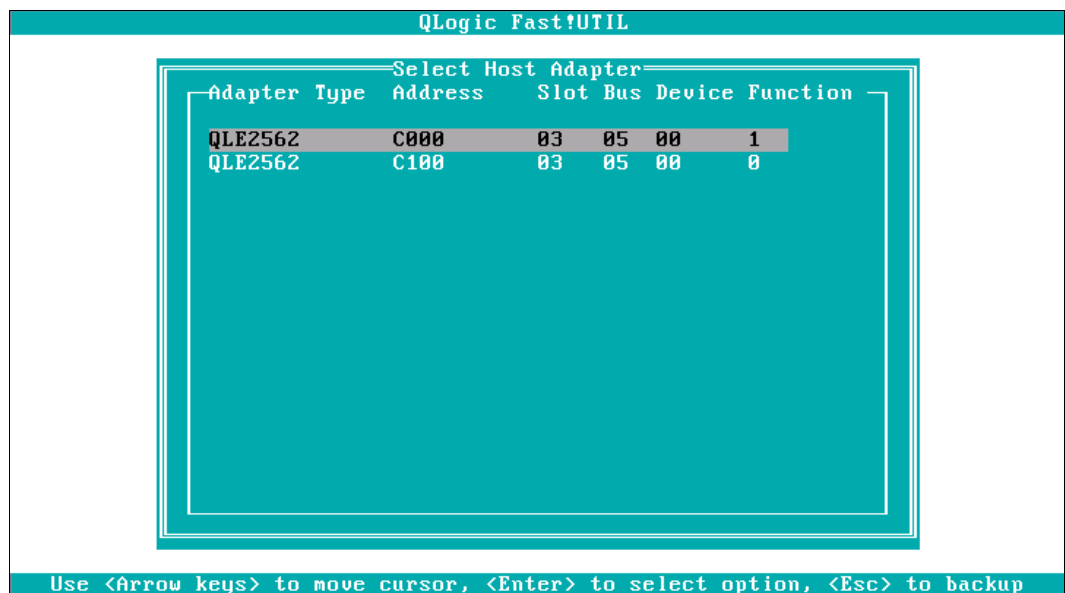 QLogic Fast!UTIL
Select Host Adapter
Adapter Type Address Slot Bus Device Function
QLE2562 C000 03 05 00 1
QLE2562 C100 03 05 00 0
Use <Arrow keys> to move cursor, <Enter> to select option, <Esc> to backup